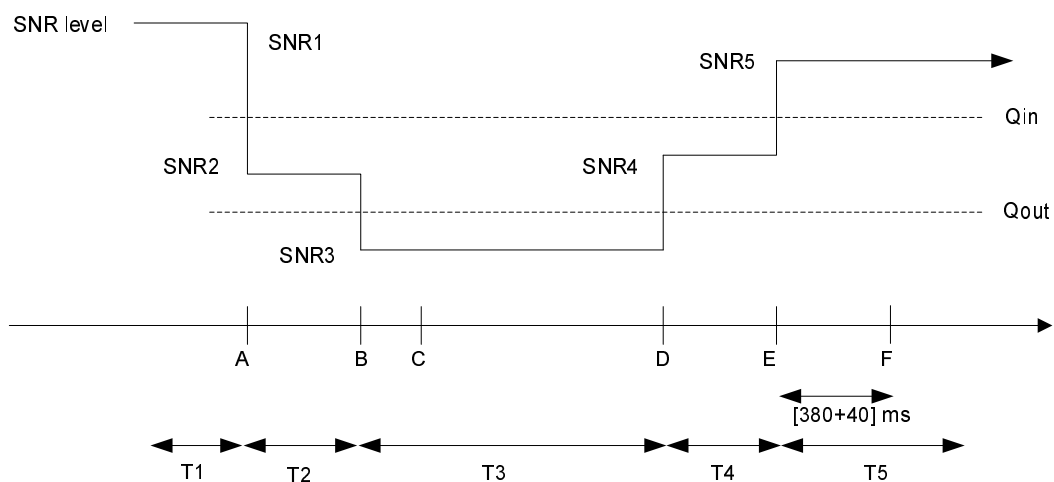 SNR level
SNR1
SNR5
Qin
SNR2
SNR4
Qout
SNR3
A
B
C
D
E
F
[380+40] ms
T1
T2
T3
T4
T5